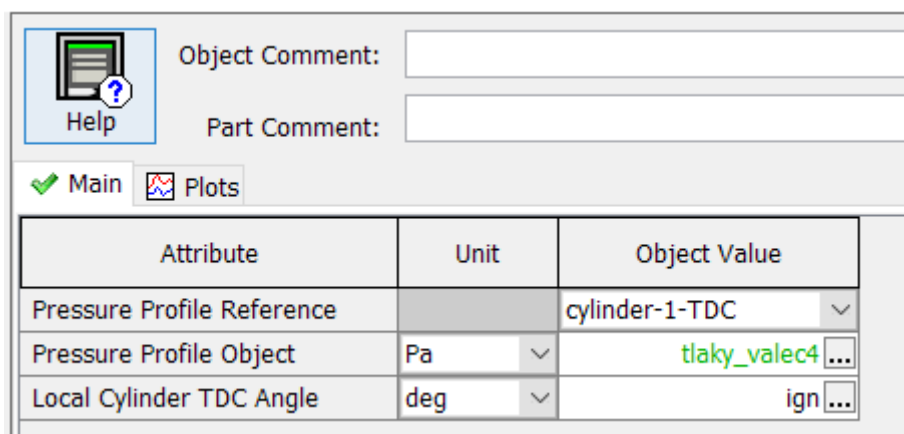 Object Comment:
Help
Part Comment:
Main Plots
Attribute Unit Object Value
Pressure Profile Reference cylinder-1-TDC
Pressure Profile Object Pa tlaky_valec4 ...
Local Cylinder TDC Angle deg ign ...